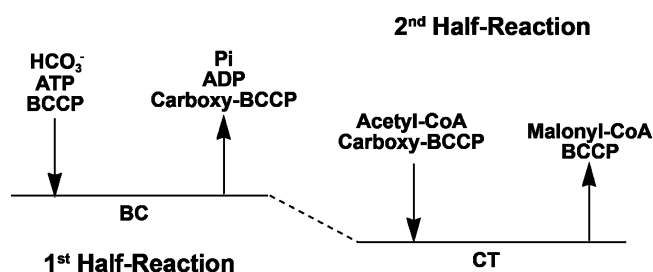 2nd Half-Reaction
HCO3-
ATP
BCCP
Pi
ADP
Carboxy-BCCP
Acetyl-CoA
Carboxy-BCCP
Malonyl-CoA
BCCP
BC
CT
1st Half-Reaction